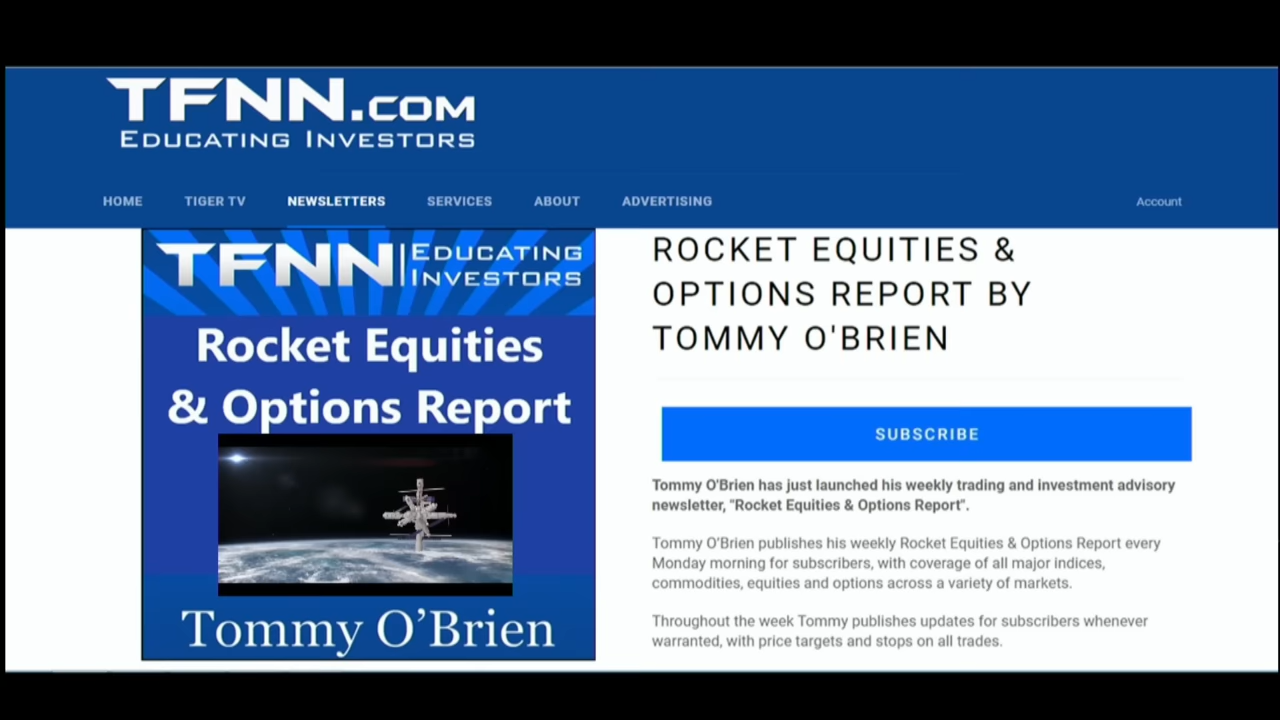 TFNN.COM
EDUCATING INVESTORS
HOME TIGER TV NEWSLETTERS SERVICES ABOUT ADVERTISING Account
TFNN EDUCATING
INVESTORS
Rocket Equities
& Options Report
Tommy O’Brien
ROCKET EQUITIES &
OPTIONS REPORT BY
TOMMY O'BRIEN
SUBSCRIBE
Tommy O'Brien has just launched his weekly trading and investment advisory
newsletter, "Rocket Equities & Options Report".
Tommy O'Brien publishes his weekly Rocket Equities & Options Report every
Monday morning for subscribers, with coverage of all major indices,
commodities, equities and options across a variety of markets.
Throughout the week Tommy publishes updates for subscribers whenever
warranted, with price targets and stops on all trades.